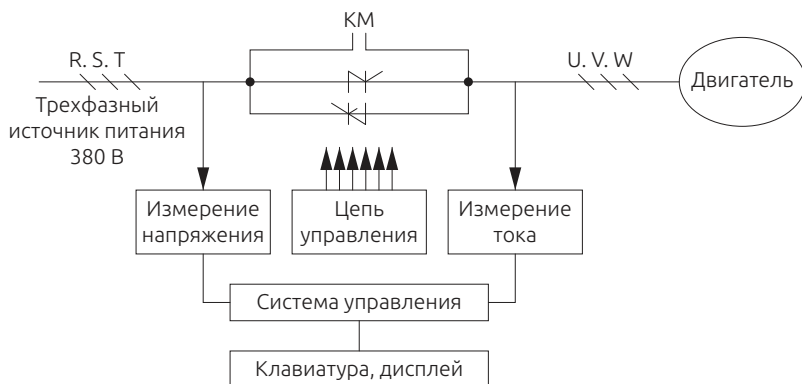 KM
R. S. T
U. V. W
Двигатель
Трехфазный
источник питания
380 В
Измерение
напряжения
Цепь
управления
Измерение
тока
Система управления
Клавиатура, дисплей